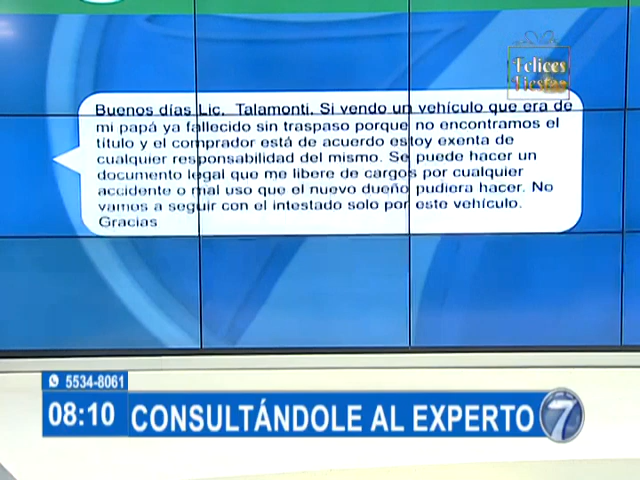 Felices
Fiestas
Buenos días Lic. Talamonti. Si vendo un vehículo que era de
mi papá ya fallecido sin traspaso porque no encontramos el
título y el comprador está de acuerdo estoy exenta de
cualquier responsabilidad del mismo. Se puede hacer un
documento legal que me libere de cargos por cualquier
accidente o mal uso que el nuevo dueño pudiera hacer. No
vamos a seguir con el intestado solo por este vehículo.
Gracias
5534-8061
08:10 CONSULTÁNDOLE AL EXPERTO 7